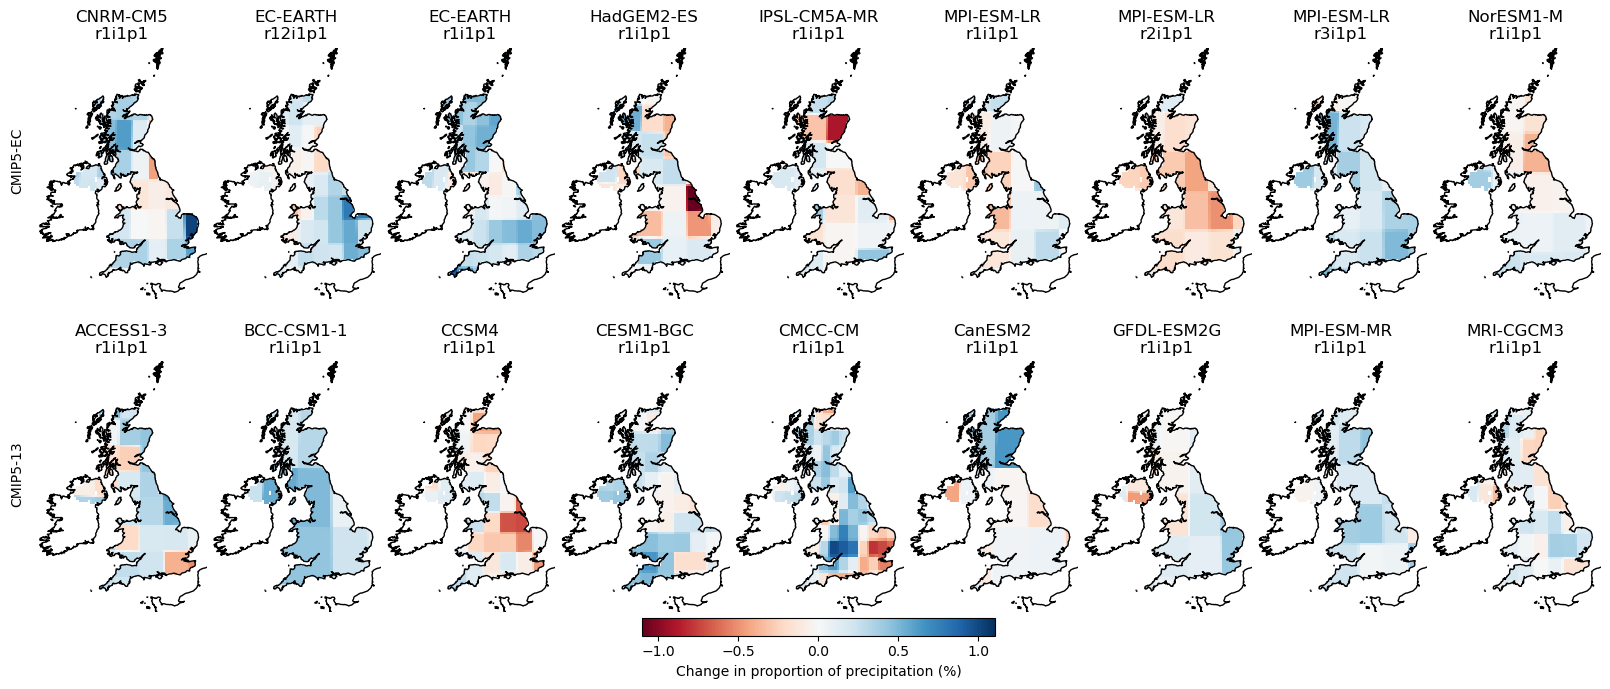 CNRM-CM5
r1i1p1
EC-EARTH
r12i1p1
EC-EARTH
r1i1p1
HadGEM2-ES
r1i1p1
IPSL-CM5A-MR
r1i1p1
MPI-ESM-LR
r1i1p1
MPI-ESM-LR
r2i1p1
MPI-ESM-LR
r3i1p1
NorESM1-M
r1i1p1
CMIP5-EC
ACCESS1-3
r1i1p1
BCC-CSM1-1
r1i1p1
CCSM4
r1i1p1
CESM1-BGC
r1i1p1
CMCC-CM
r1i1p1
CanESM2
r1i1p1
GFDL-ESM2G
r1i1p1
MPI-ESM-MR
r1i1p1
MRI-CGCM3
r1i1p1
CMIP5-13
−1.0 −0.5 0.0 0.5 1.0
Change in proportion of precipitation (%)